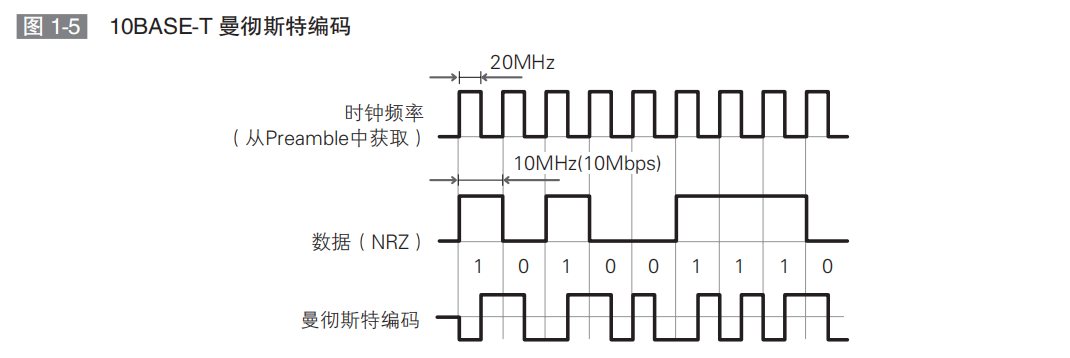 图 1-5 10BASE-T 曼彻斯特编码
20MHz
时钟频率
（从Preamble中获取）
10MHz(10Mbps)
数据（NRZ）
1 0 1 0 0 1 1 1 0
曼彻斯特编码